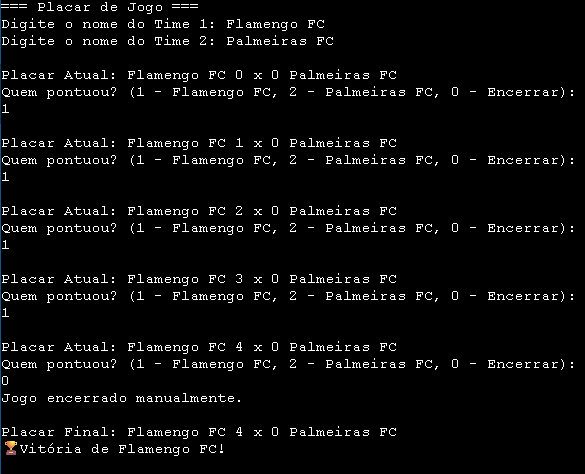 === Placar de Jogo ===
Digite o nome do Time 1: Flamengo FC
Digite o nome do Time 2: Palmeiras FC
Placar Atual: Flamengo FC 0 x 0 Palmeiras FC
Quem pontuou? (1 - Flamengo FC, 2 - Palmeiras FC, 0 - Encerrar):
1
Placar Atual: Flamengo FC 1 x 0 Palmeiras FC
Quem pontuou? (1 - Flamengo FC, 2 - Palmeiras FC, 0 - Encerrar):
1
Placar Atual: Flamengo FC 2 x 0 Palmeiras FC
Quem pontuou? (1 - Flamengo FC, 2 - Palmeiras FC, 0 - Encerrar):
1
Placar Atual: Flamengo FC 3 x 0 Palmeiras FC
Quem pontuou? (1 - Flamengo FC, 2 - Palmeiras FC, 0 - Encerrar):
1
Placar Atual: Flamengo FC 4 x 0 Palmeiras FC
Quem pontuou? (1 - Flamengo FC, 2 - Palmeiras FC, 0 - Encerrar):
0
Jogo encerrado manualmente.
Placar Final: Flamengo FC 4 x 0 Palmeiras FC
🏆Vitória de Flamengo FC!